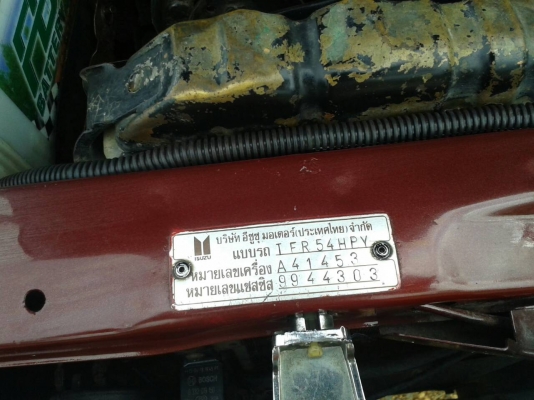 บริษัท อีซูซุ มอเตอร์(ประเทศไทย) จำกัด
ISUZU
แบบรถ TFR54HPY
หมายเลขเครื่อง A41453
หมายเลขแชสซีส 9944303